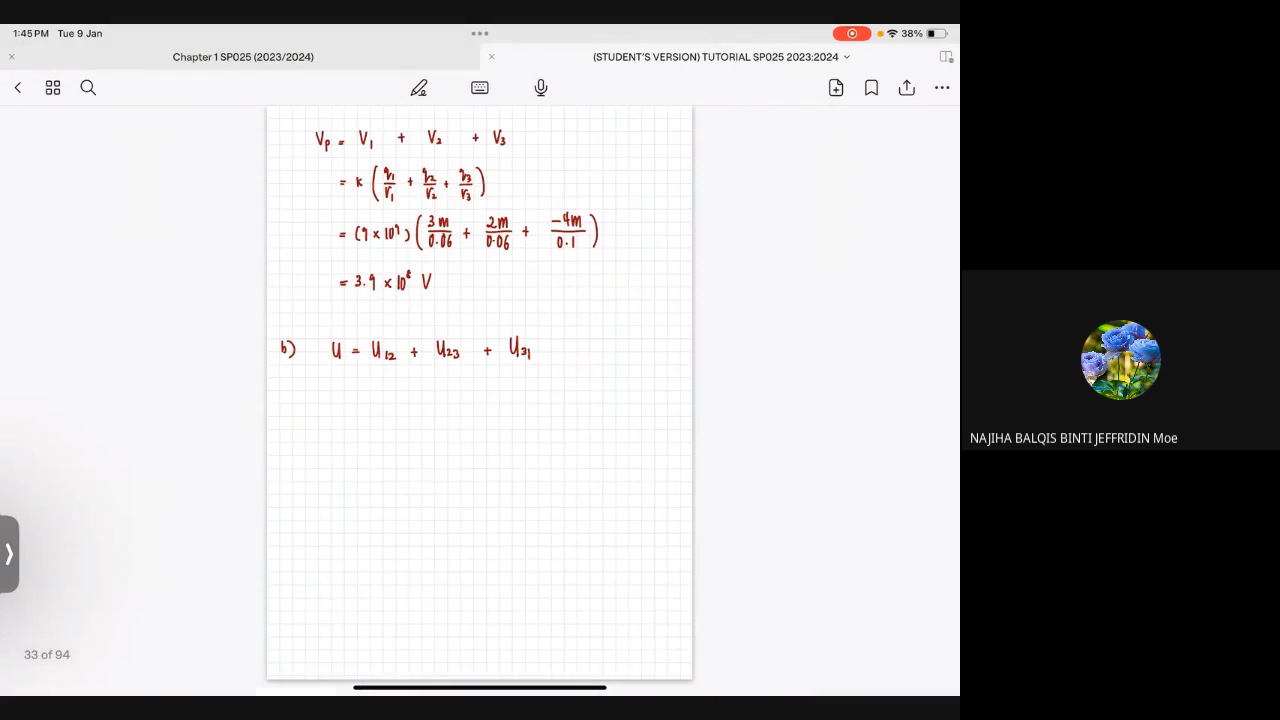 1:45 PM Tue 9 Jan
38%
Chapter 1 SP025 (2023/2024)
(STUDENT'S VERSION) TUTORIAL SP025 2023:2024
Vp = V1 + V2 + V3
= k (q1/r1 + q2/r2 + q3/r3)
= (9 × 10⁹) (3m/0.06 + 2m/0.06 + -4m/0.1)
= 3.9 × 10⁸ V
b) U = U12 + U23 + U31
33 of 94
NAJIHA BALQIS BINTI JEFFRIDIN Moe